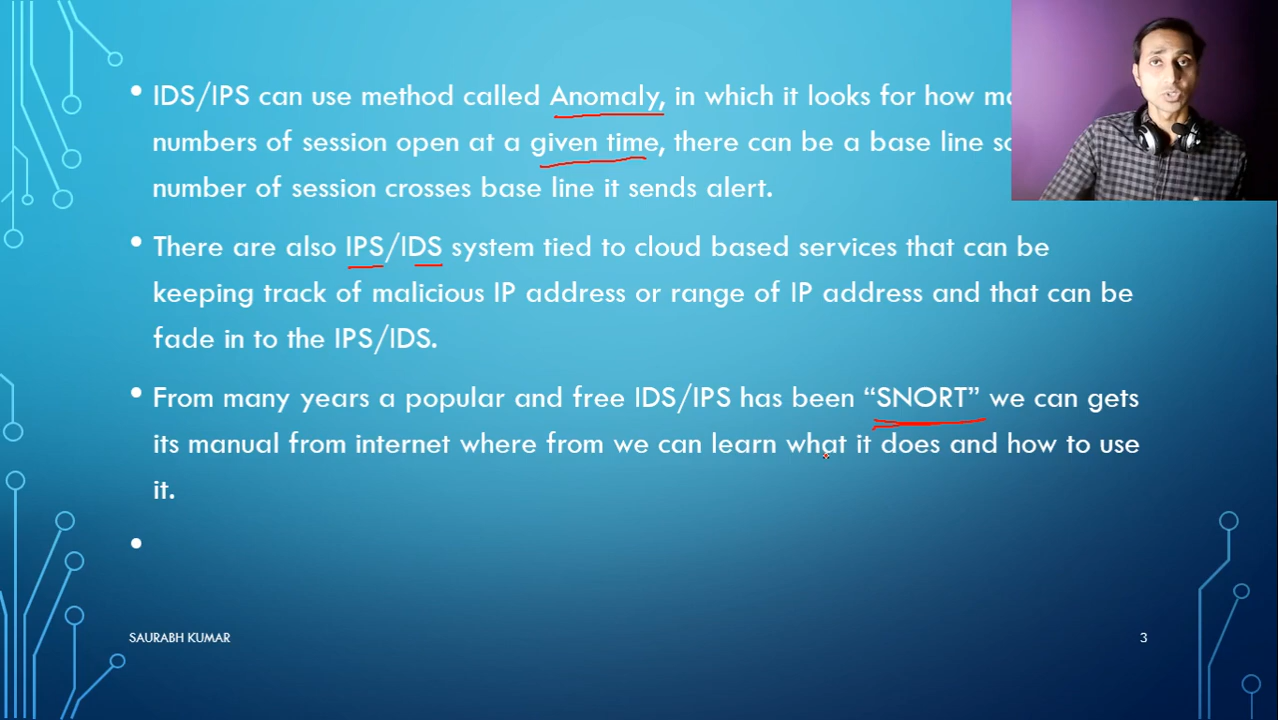 • IDS/IPS can use method called Anomaly, in which it looks for how
numbers of session open at a given time, there can be a base line
number of session crosses base line it sends alert.
• There are also IPS/IDS system tied to cloud based services that can be
keeping track of malicious IP address or range of IP address and that can be
fade in to the IPS/IDS.
• From many years a popular and free IDS/IPS has been “SNORT” we can gets
its manual from internet where from we can learn what it does and how to use
it.
•
SAURABH KUMAR
3